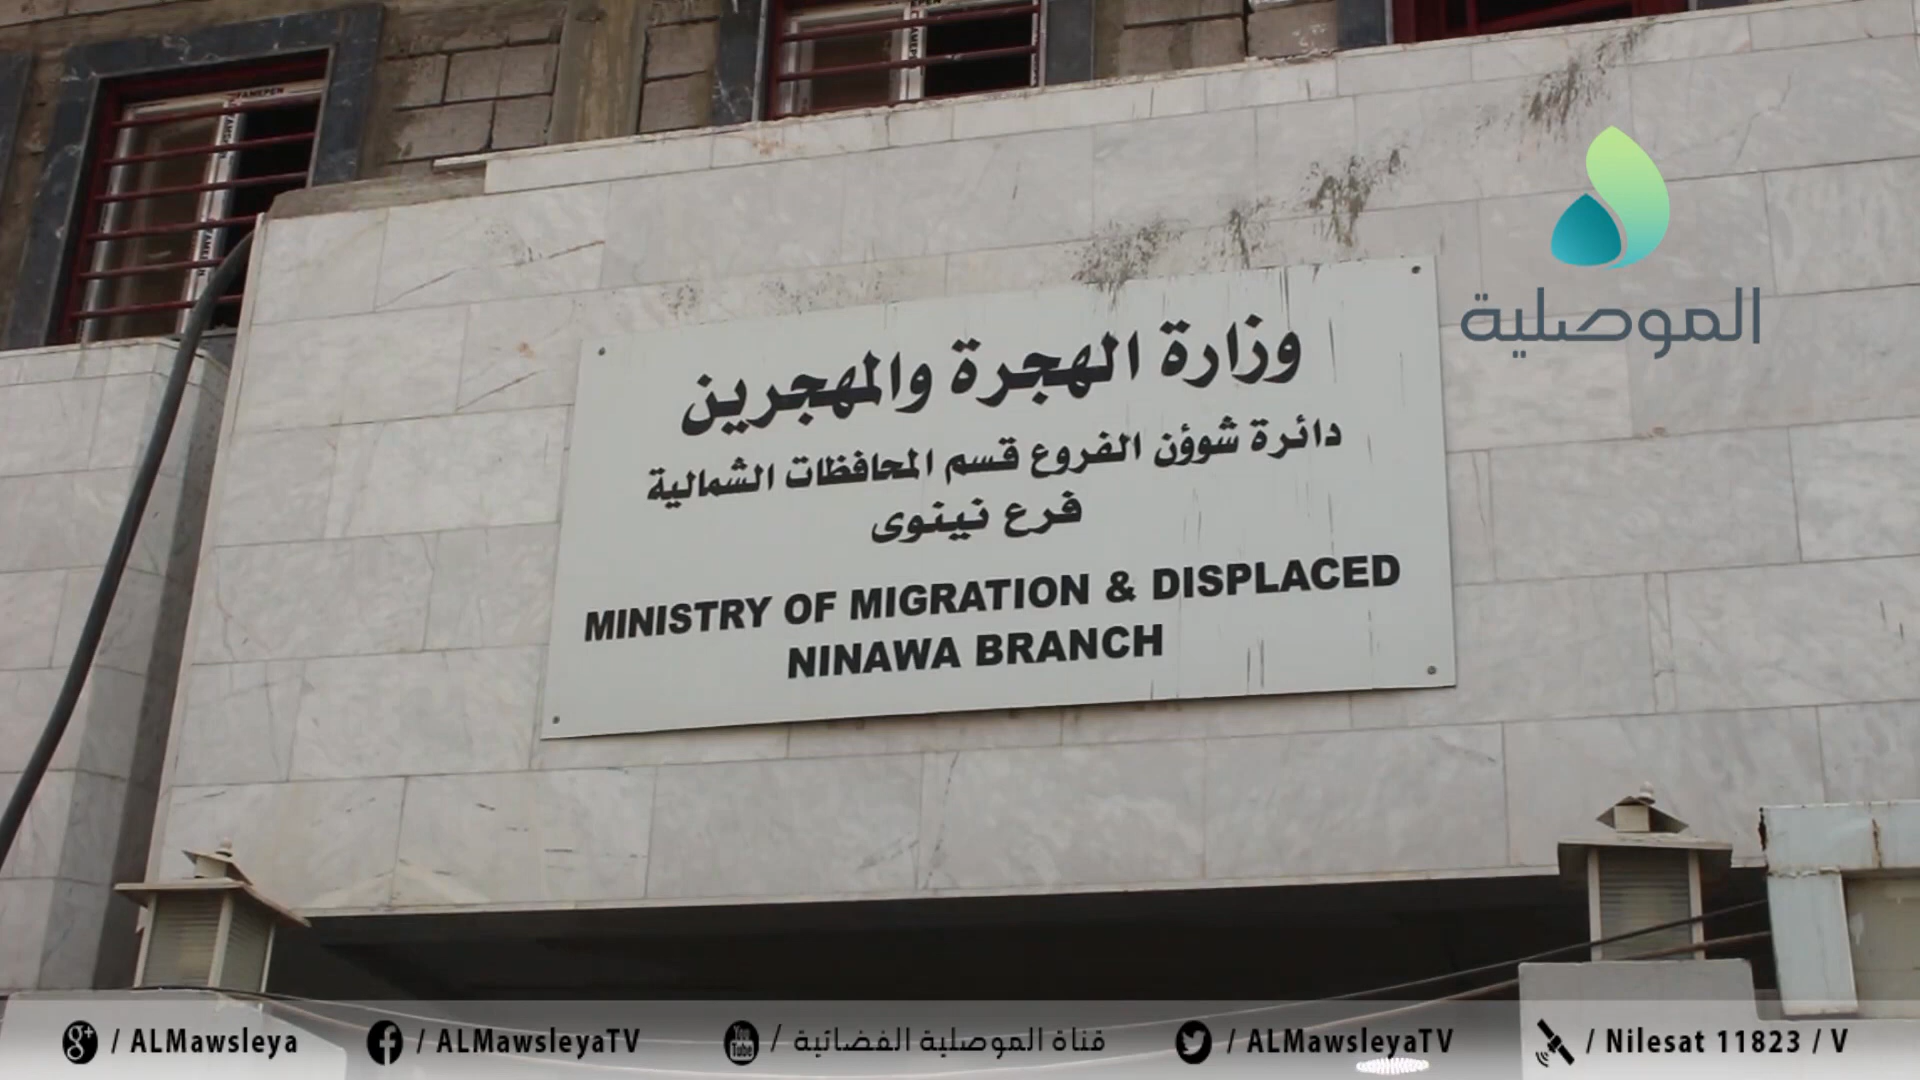 الموصلية
وزارة الهجرة والمهجرين
دائرة شوؤن الفروع قسم المحافظات الشمالية
فرع نينوى
MINISTRY OF MIGRATION & DISPLACED
NINAWA BRANCH
/ ALMawsleya / ALMawsleyaTV / قناة الموصلية الفضائية / ALMawsleyaTV / Nilesat 11823 / V